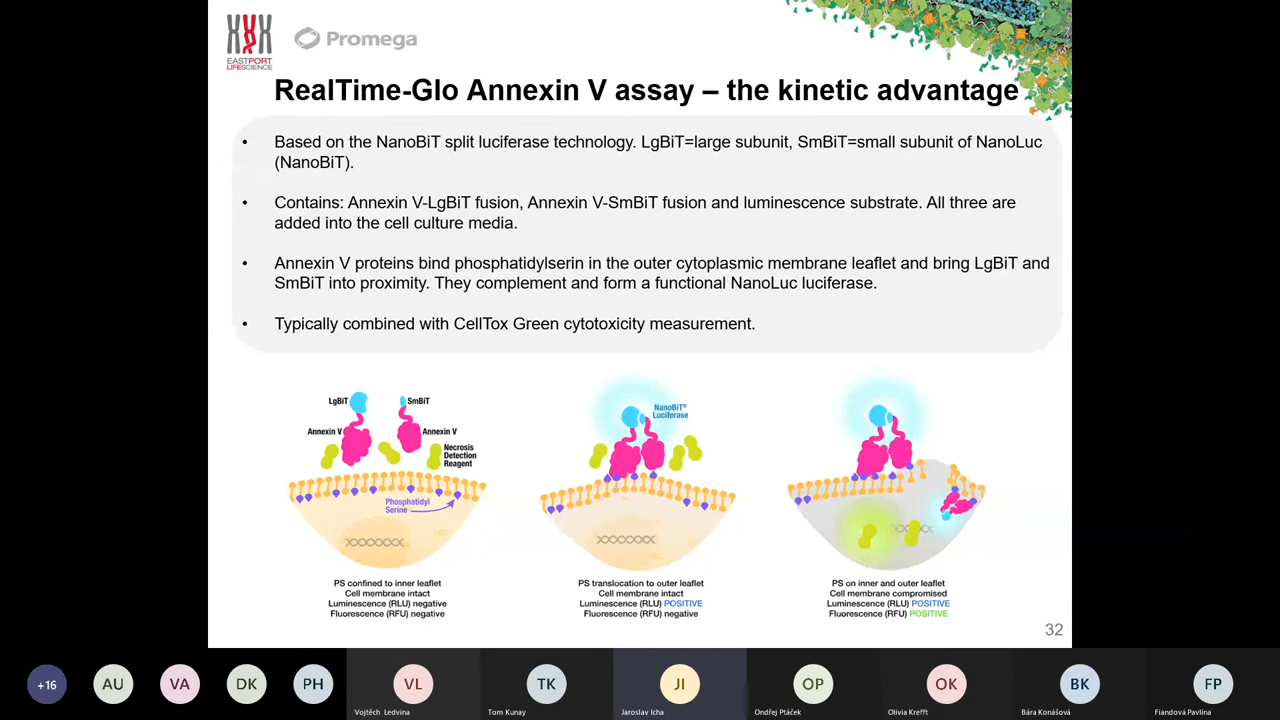 EASTPORT
LIFESCIENCE
Promega
RealTime-Glo Annexin V assay – the kinetic advantage
• Based on the NanoBiT split luciferase technology. LgBiT=large subunit, SmBiT=small subunit of NanoLuc
(NanoBiT).
• Contains: Annexin V-LgBiT fusion, Annexin V-SmBiT fusion and luminescence substrate. All three are
added into the cell culture media.
• Annexin V proteins bind phosphatidylserin in the outer cytoplasmic membrane leaflet and bring LgBiT and
SmBiT into proximity. They complement and form a functional NanoLuc luciferase.
• Typically combined with CellTox Green cytotoxicity measurement.
LgBiT
SmBiT
Annexin V
Annexin V
Necrosis
Detection
Reagent
Phosphatidyl
Serine
PS confined to inner leaflet
Cell membrane intact
Luminescence (RLU) negative
Fluorescence (RFU) negative
NanoBiT®
Luciferase
PS translocation to outer leaflet
Cell membrane intact
Luminescence (RLU) POSITIVE
Fluorescence (RFU) negative
PS on inner and outer leaflet
Cell membrane compromised
Luminescence (RLU) POSITIVE
Fluorescence (RFU) POSITIVE
32
+16
AU
VA
DK
PH
VL
Vojtěch Ledvina
TK
Tom Kunay
JI
Jaroslav Icha
OP
Ondřej Ptáček
OK
Olivia Krefft
BK
Bára Konášová
FP
Fiandová Pavlína